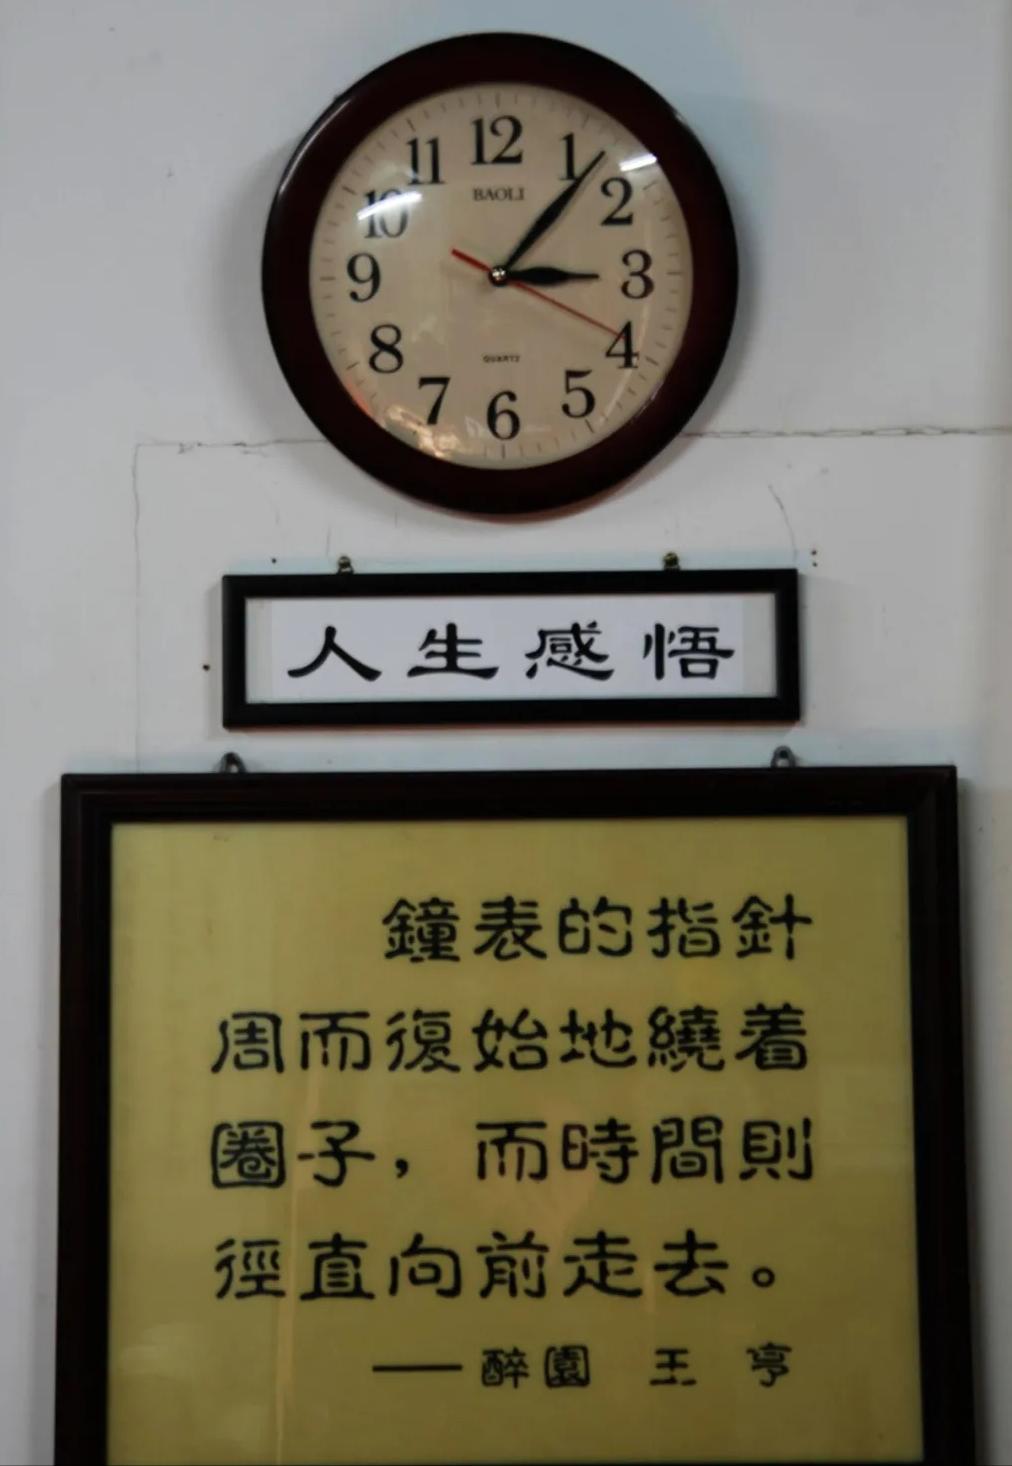 12
11 1
BAOLI
10 2
9 3
8 4
QUARTZ
7 5
6
人生感悟
鐘表的指針
周而復始地繞着
圈子，而時間則
徑直向前走去。
——醉園 王 亨